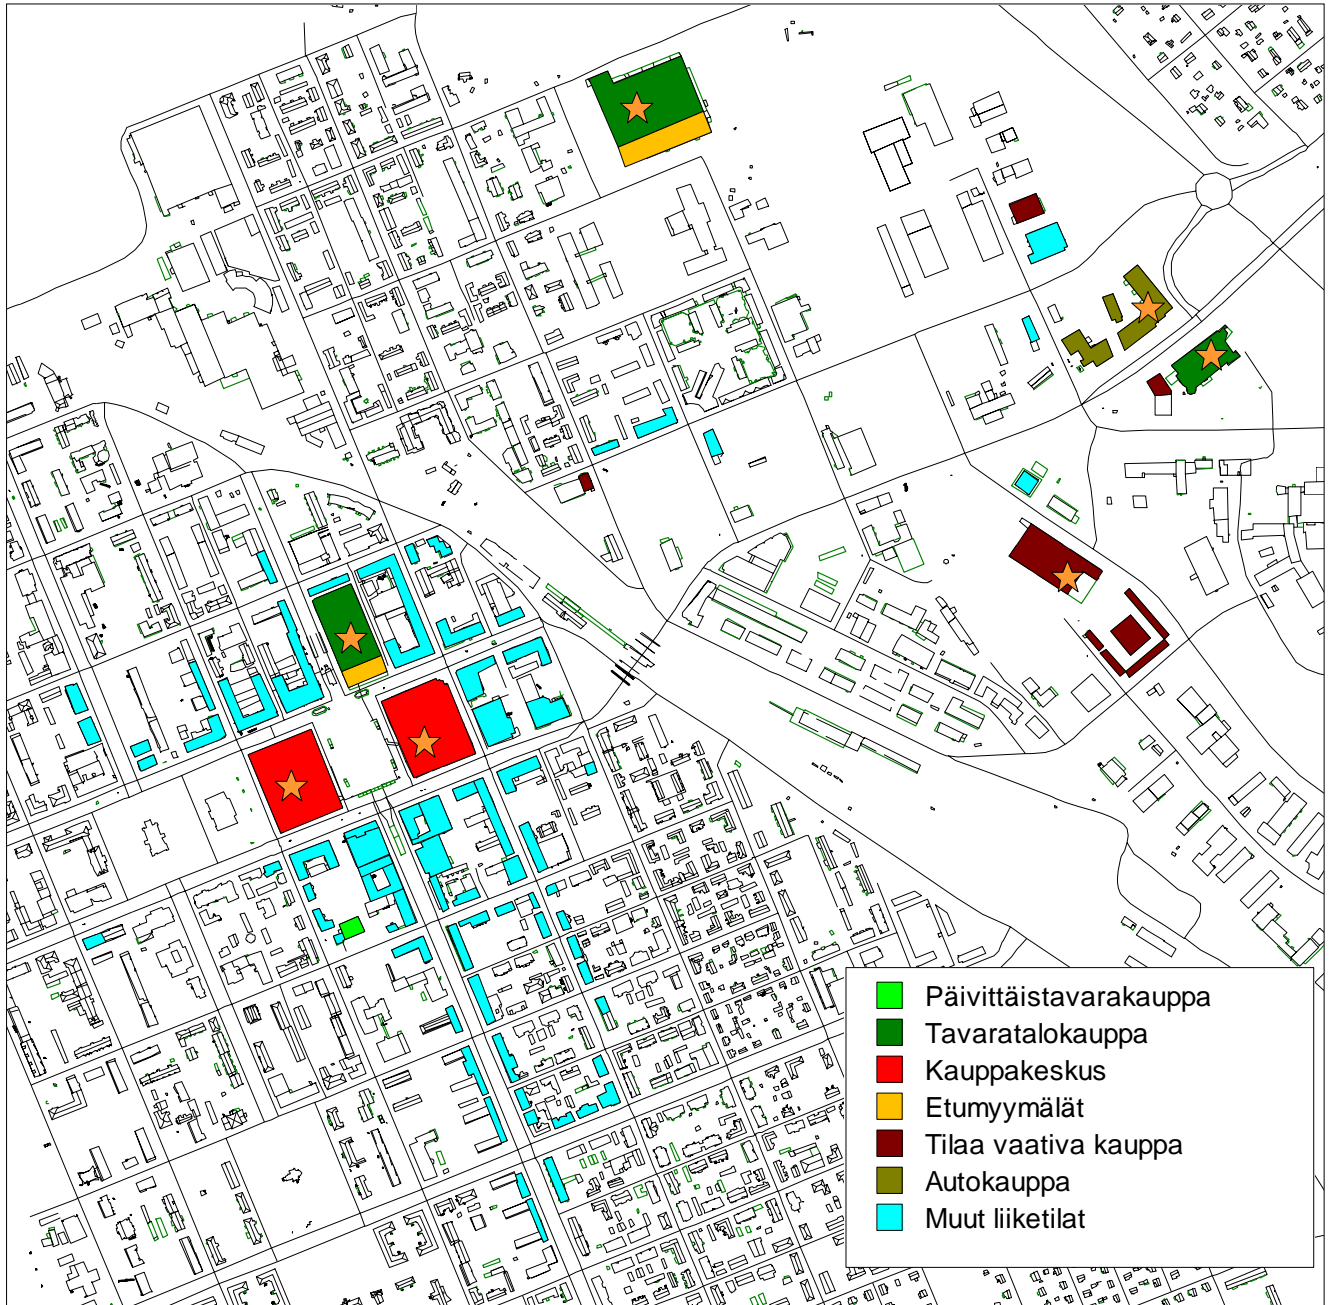 Päivittäistavarakauppa
Tavaratalokauppa
Kauppakeskus
Etumyymälät
Tilaa vaativa kauppa
Autokauppa
Muut liiketilat